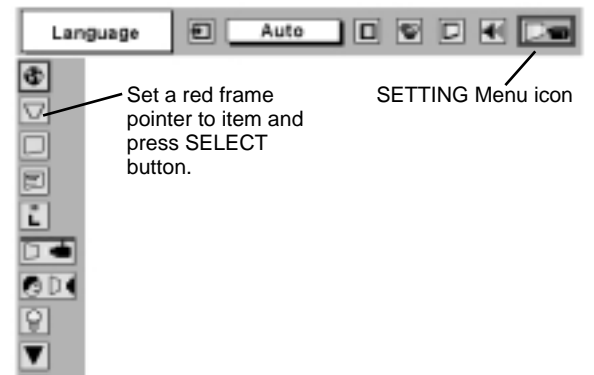 Language
Auto
Set a red frame
pointer to item and
press SELECT
button.
SETTING Menu icon